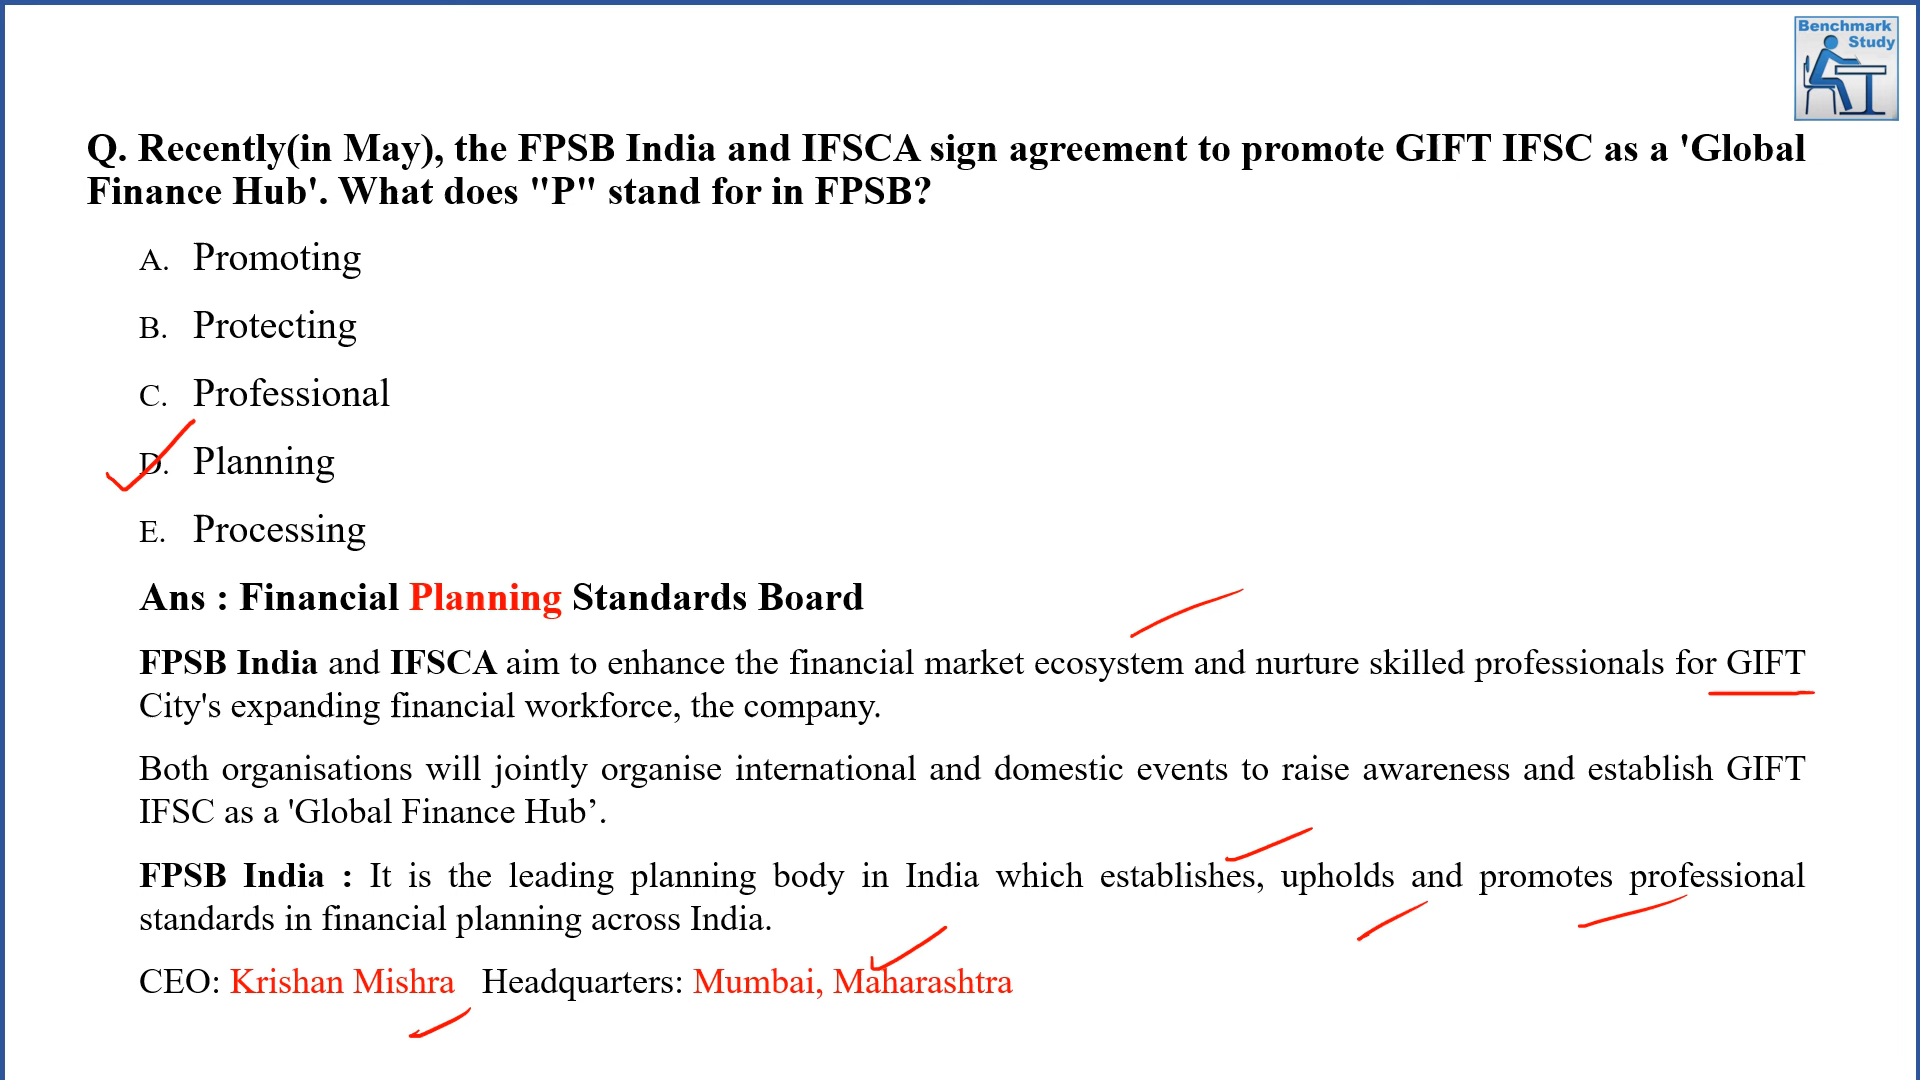 Benchmark
Study
Q. Recently(in May), the FPSB India and IFSCA sign agreement to promote GIFT IFSC as a 'Global
Finance Hub'. What does "P" stand for in FPSB?
A. Promoting
B. Protecting
C. Professional
D. Planning
E. Processing
Ans : Financial Planning Standards Board
FPSB India and IFSCA aim to enhance the financial market ecosystem and nurture skilled professionals for GIFT
City's expanding financial workforce, the company.
Both organisations will jointly organise international and domestic events to raise awareness and establish GIFT
IFSC as a 'Global Finance Hub’.
FPSB India : It is the leading planning body in India which establishes, upholds and promotes professional
standards in financial planning across India.
CEO: Krishan Mishra Headquarters: Mumbai, Maharashtra